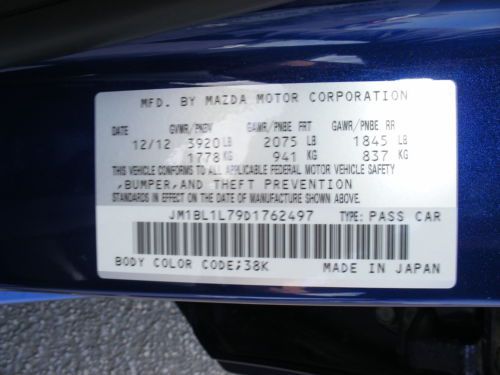 MFD. BY MAZDA MOTOR CORPORATION
DATE GVWR/PNBV GAWR/PNBE FRT GAWR/PNBE RR
12/12 3920 LB 2075 LB 1845 LB
1778 KG 941 KG 837 KG
THIS VEHICLE CONFORMS TO ALL APPLICABLE FEDERAL MOTOR VEHICLE SAFETY
,BUMPER,AND THEFT PREVENTION
STANDARDS IN EFFECT ON THE DATE OF MANUFACTURE SHOWN ABOVE.
JM1BL1L79D1762497 TYPE: PASS CAR
BODY COLOR CODE;38K MADE IN JAPAN